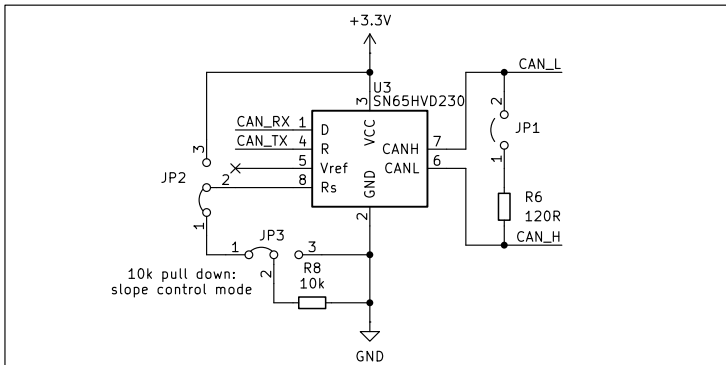 +3.3V
CAN_L
U3
SN65HVD230
3
2
CAN_RX
1
D
VCC
JP1
CAN_TX
4
R
CANH
7
3
5
Vref
CANL
6
1
JP2
2
8
Rs
GND
R6
120R
1
2
JP3
CAN_H
1
3
R8
10k
2
10k pull down:
slope control mode
GND